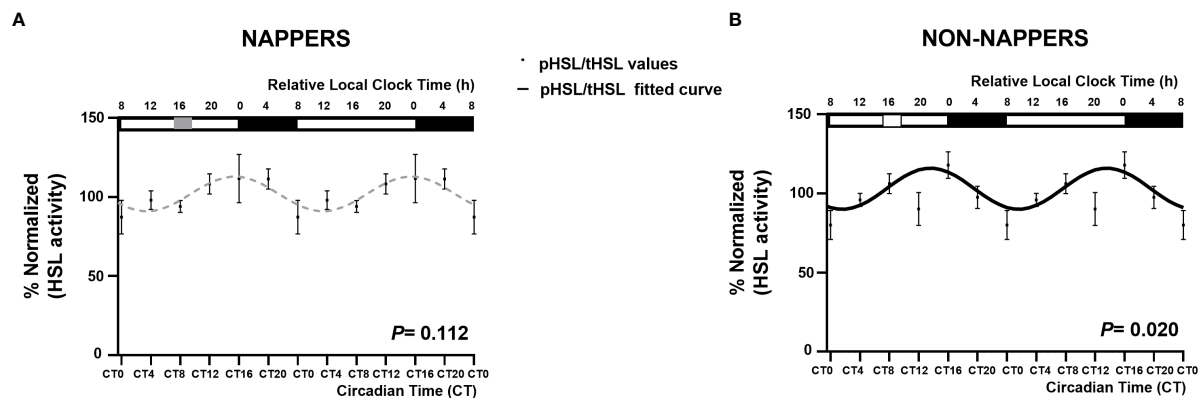 A
NAPPERS
Relative Local Clock Time (h)
8 12 16 20 0 4 8 12 16 20 0 4 8
150
100
50
0
% Normalized
(HSL activity)
P= 0.112
CT0 CT4 CT8 CT12 CT16 CT20 CT0 CT4 CT8 CT12 CT16 CT20 CT0
Circadian Time (CT)
pHSL/tHSL values
pHSL/tHSL fitted curve
B
NON-NAPPERS
Relative Local Clock Time (h)
8 12 16 20 0 4 8 12 16 20 0 4 8
150
100
50
0
% Normalized
(HSL activity)
P= 0.020
CT0 CT4 CT8 CT12 CT16 CT20 CT0 CT4 CT8 CT12 CT16 CT20 CT0
Circadian Time (CT)